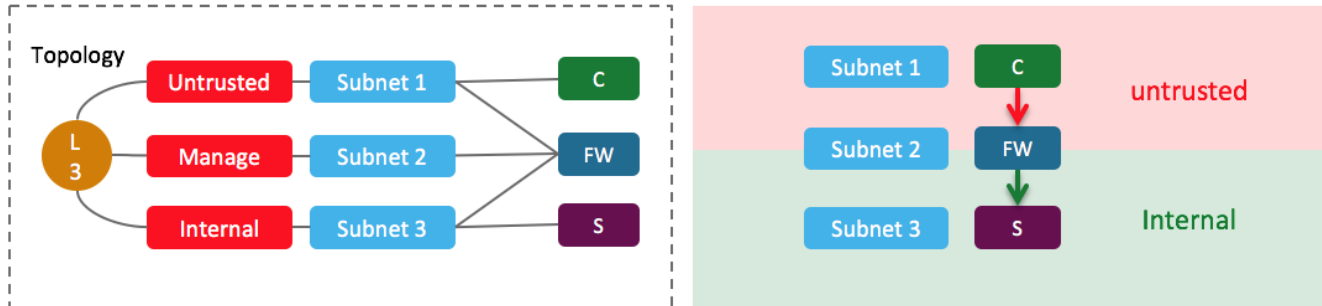 Topology
Untrusted
Subnet 1
C
L
3
Manage
Subnet 2
FW
Internal
Subnet 3
S
Subnet 1
C
untrusted
Subnet 2
FW
Subnet 3
S
Internal